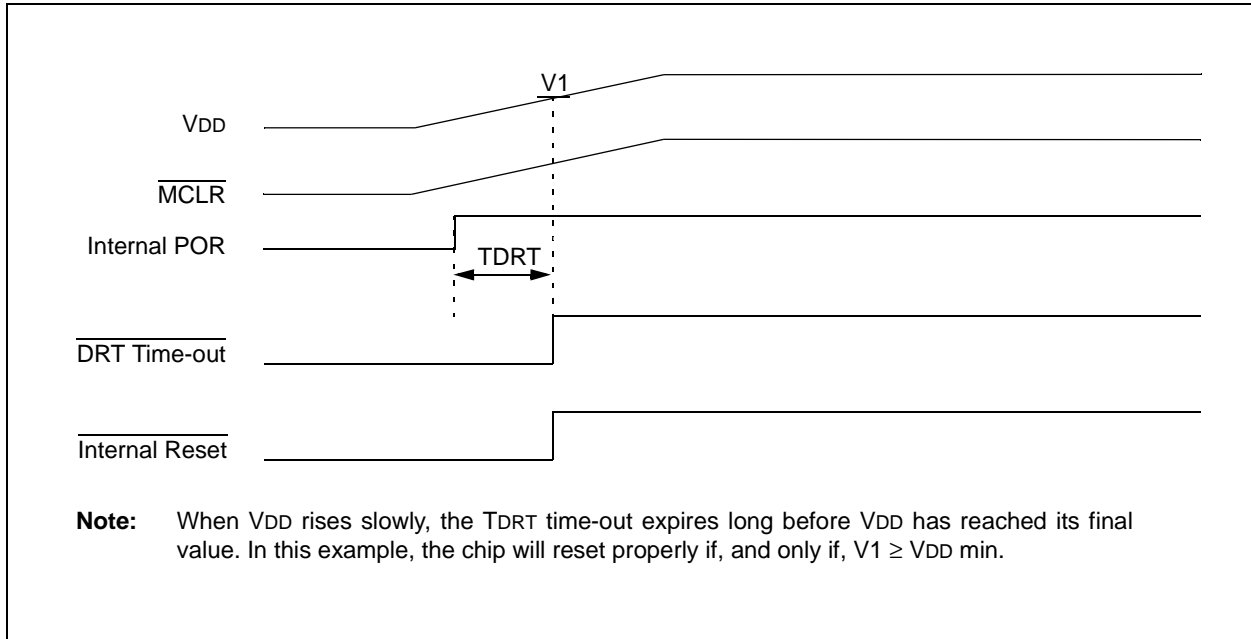 V1
VDD
MCLR
Internal POR
TDRT
DRT Time-out
Internal Reset
Note: When VDD rises slowly, the TDRT time-out expires long before VDD has reached its final
value. In this example, the chip will reset properly if, and only if, V1 ≥ VDD min.